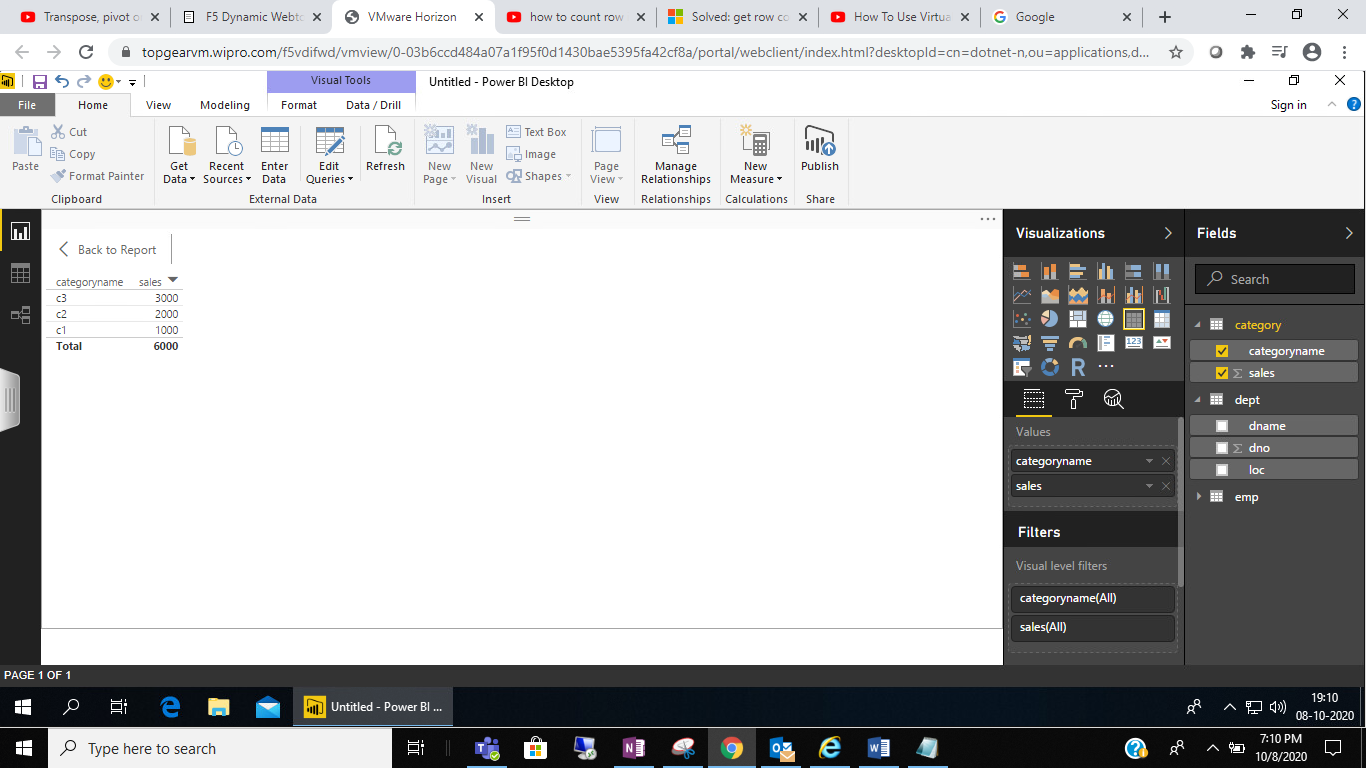 Transpose, pivot o
F5 Dynamic Webto
VMware Horizon
how to count row
Solved: get row co
How To Use Virtua
Google
topgearvm.wipro.com/f5vdifwd/vmview/0-03b6ccd484a07a1f95f0d1430bae5395fa42cf8a/portal/webclient/index.html?desktopId=cn=dotnet-n,ou=applications,d...
Visual Tools
Untitled - Power BI Desktop
File
Home
View
Modeling
Format
Data / Drill
Sign in
Paste
Cut
Copy
Format Painter
Clipboard
Get Data
Recent Sources
Enter Data
External Data
Edit Queries
Refresh
New Page
New Visual
Text Box
Image
Shapes
Insert
Page View
View
Manage Relationships
Relationships
New Measure
Calculations
Publish
Share
Back to Report
categoryname sales
c3 3000
c2 2000
c1 1000
Total 6000
Visualizations
123
R
Values
categoryname
sales
Filters
Visual level filters
categoryname(All)
sales(All)
Fields
Search
category
categoryname
Σ sales
dept
dname
Σ dno
loc
emp
PAGE 1 OF 1
Untitled - Power BI ...
19:10
08-10-2020
Type here to search
7:10 PM
10/8/2020